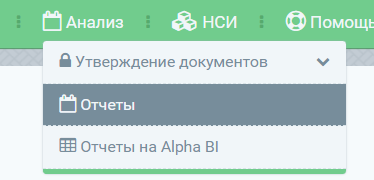 Анализ НСИ Помощь
Утверждение документов
Отчеты
Отчеты на Alpha BI